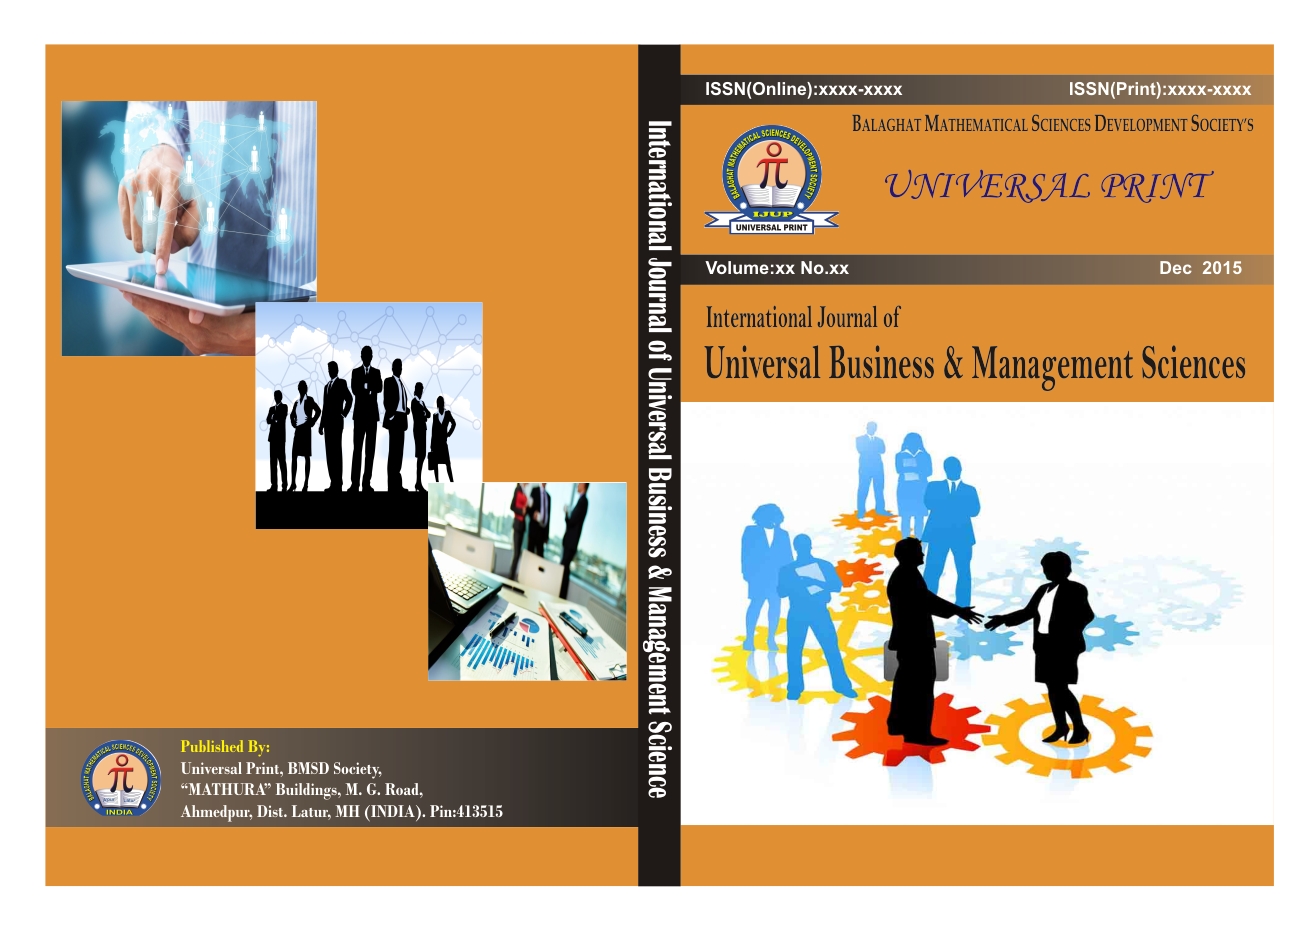 ISSN(Online):xxxx-xxxx
ISSN(Print):xxxx-xxxx
BALAGHAT MATHEMATICAL SCIENCES DEVELOPMENT SOCIETY'S
UNIVERSAL PRINT
BALAGHAT MATHEMATICAL SCIENCES DEVELOPMENT SOCIETY
π
IJUP
UNIVERSAL PRINT
Volume:xx No.xx
Dec 2015
International Journal of
Universal Business & Management Sciences
International Journal of Universal Business & Management Science
BALAGHAT MATHEMATICAL SCIENCES DEVELOPMENT SOCIETY
π
INDIA
Published By:
Universal Print, BMSD Society,
“MATHURA” Buildings, M. G. Road,
Ahmedpur, Dist. Latur, MH (INDIA). Pin:413515